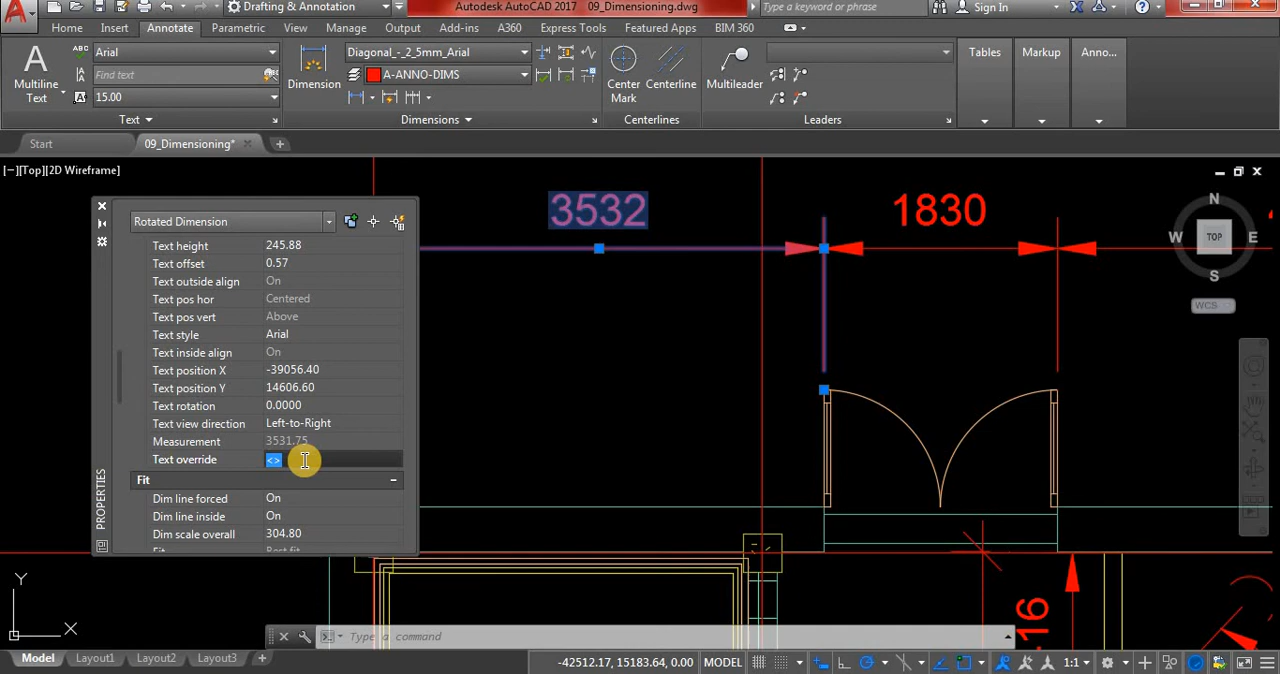 Drafting & Annotation
Autodesk AutoCAD 2017 09_Dimensioning.dwg
Type a keyword or phrase
Sign In
Home Insert Annotate Parametric View Manage Output Add-ins A360 Express Tools Featured Apps BIM 360
Multiline
Text
ABC
Arial
Find text
15.00
Text
Dimension
Diagonal_-_2_5mm_Arial
A-ANNO-DIMS
Dimensions
Center
Mark
Centerline
Centerlines
Multileader
Leaders
Tables
Markup
Anno...
Start
09_Dimensioning*
[−][Top][2D Wireframe]
3532
1830
N
W
TOP
E
S
WCS
Rotated Dimension
Text height 245.88
Text offset 0.57
Text outside align On
Text pos hor Centered
Text pos vert Above
Text style Arial
Text inside align On
Text position X -39056.40
Text position Y 14606.60
Text rotation 0.0000
Text view direction Left-to-Right
Measurement 3531.75
Text override <>
Fit
Dim line forced On
Dim line inside On
Dim scale overall 304.80
Fit Best fit
PROPERTIES
16
Y
X
Type a command
Model Layout1 Layout2 Layout3
-42512.17, 15183.64, 0.00 MODEL 1:1